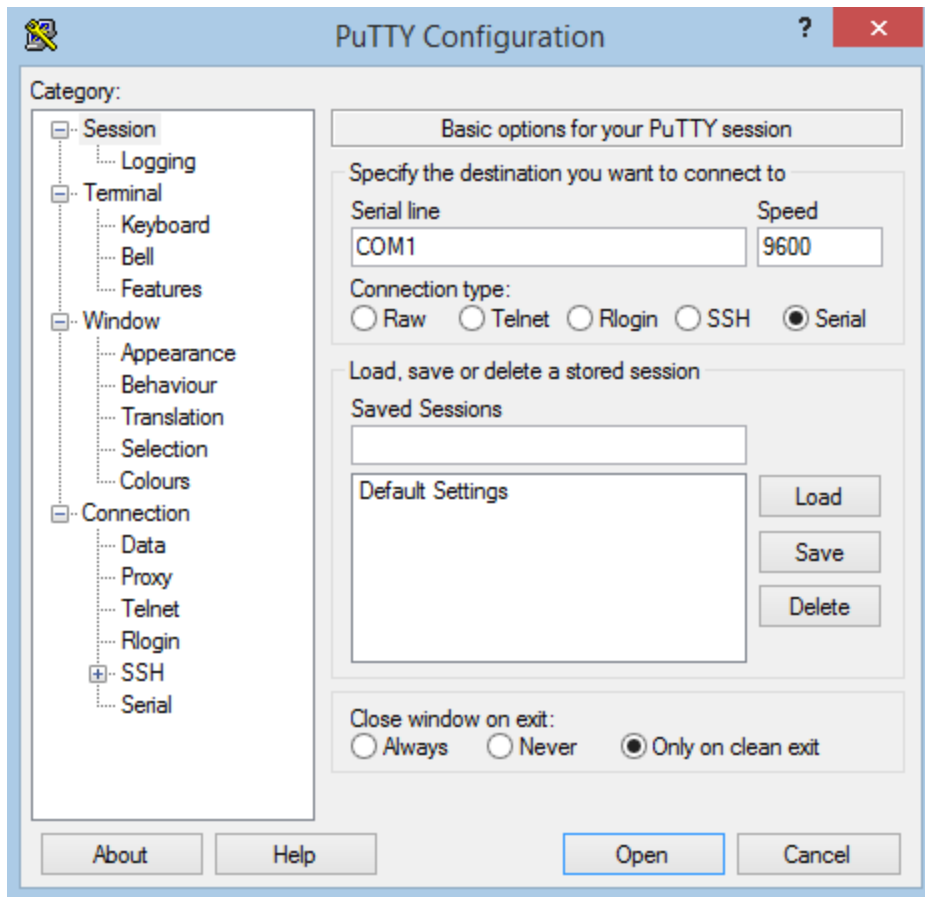 PuTTY Configuration
?
Category:
Session
Logging
Terminal
Keyboard
Bell
Features
Window
Appearance
Behaviour
Translation
Selection
Colours
Connection
Data
Proxy
Telnet
Rlogin
SSH
Serial
Basic options for your PuTTY session
Specify the destination you want to connect to
Serial line Speed
COM1 9600
Connection type:
Raw Telnet Rlogin SSH Serial
Load, save or delete a stored session
Saved Sessions
Default Settings
Load
Save
Delete
Close window on exit:
Always Never Only on clean exit
About Help Open Cancel